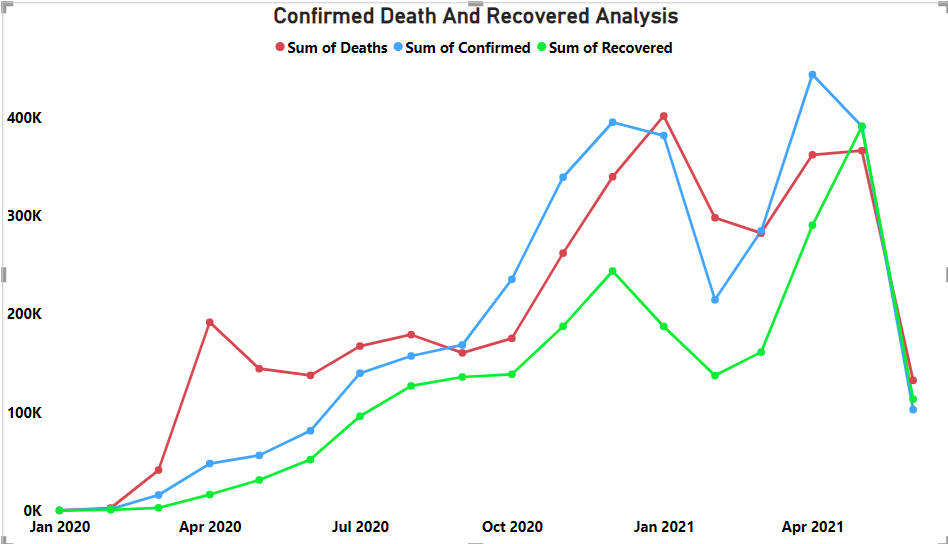 Confirmed Death And Recovered Analysis
Sum of Deaths Sum of Confirmed Sum of Recovered
400K
300K
200K
100K
0K
Jan 2020 Apr 2020 Jul 2020 Oct 2020 Jan 2021 Apr 2021